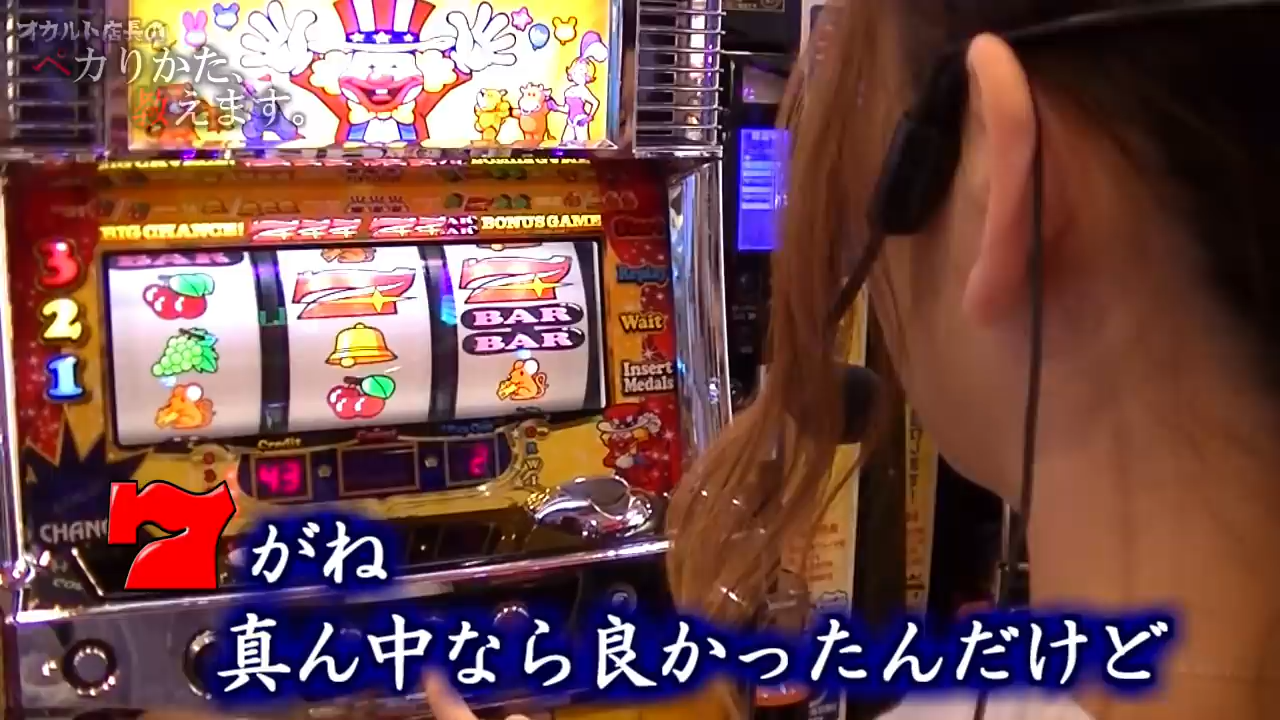 オカルト店長の
ペカりかた、
教えます。
BIG CHANCE!
BONUS GAME
BAR
BAR
BAR
3
2
1
Replay
Wait
Insert
Medals
Credit
43
2
7がね
真ん中なら良かったんだけど